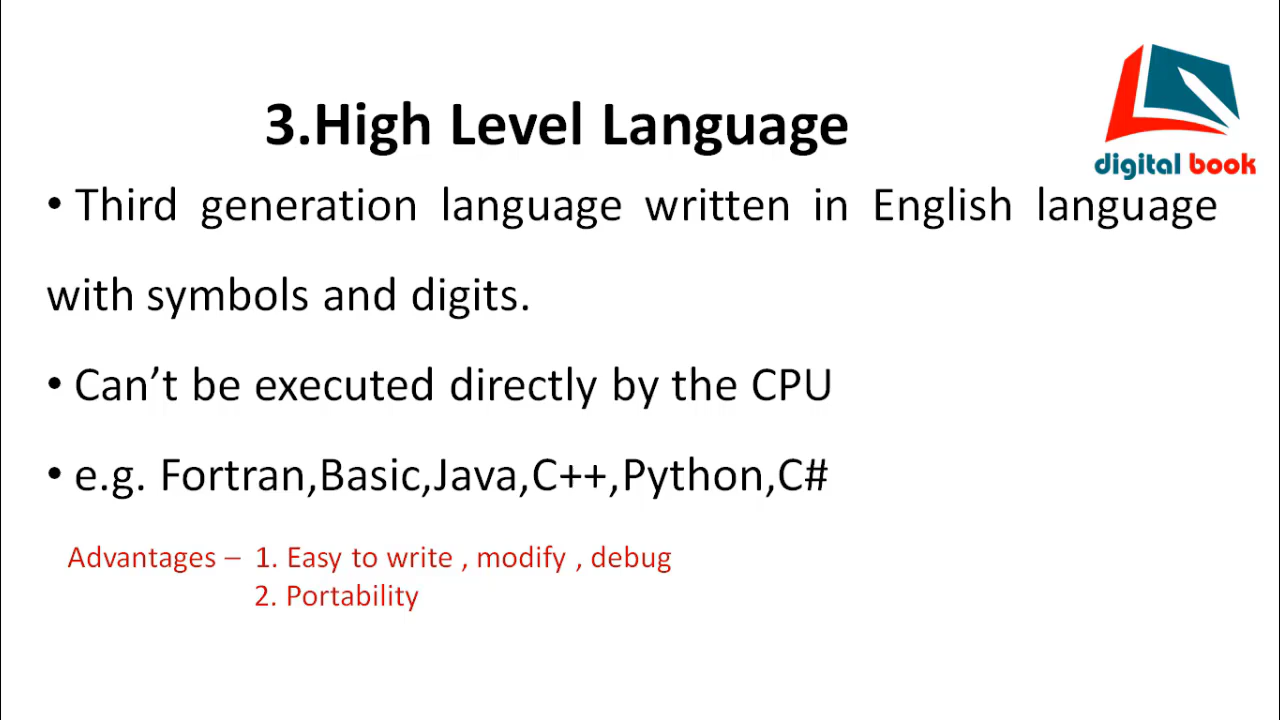 3.High Level Language
digital book
• Third generation language written in English language
with symbols and digits.
• Can’t be executed directly by the CPU
• e.g. Fortran,Basic,Java,C++,Python,C#
Advantages – 1. Easy to write , modify , debug
2. Portability